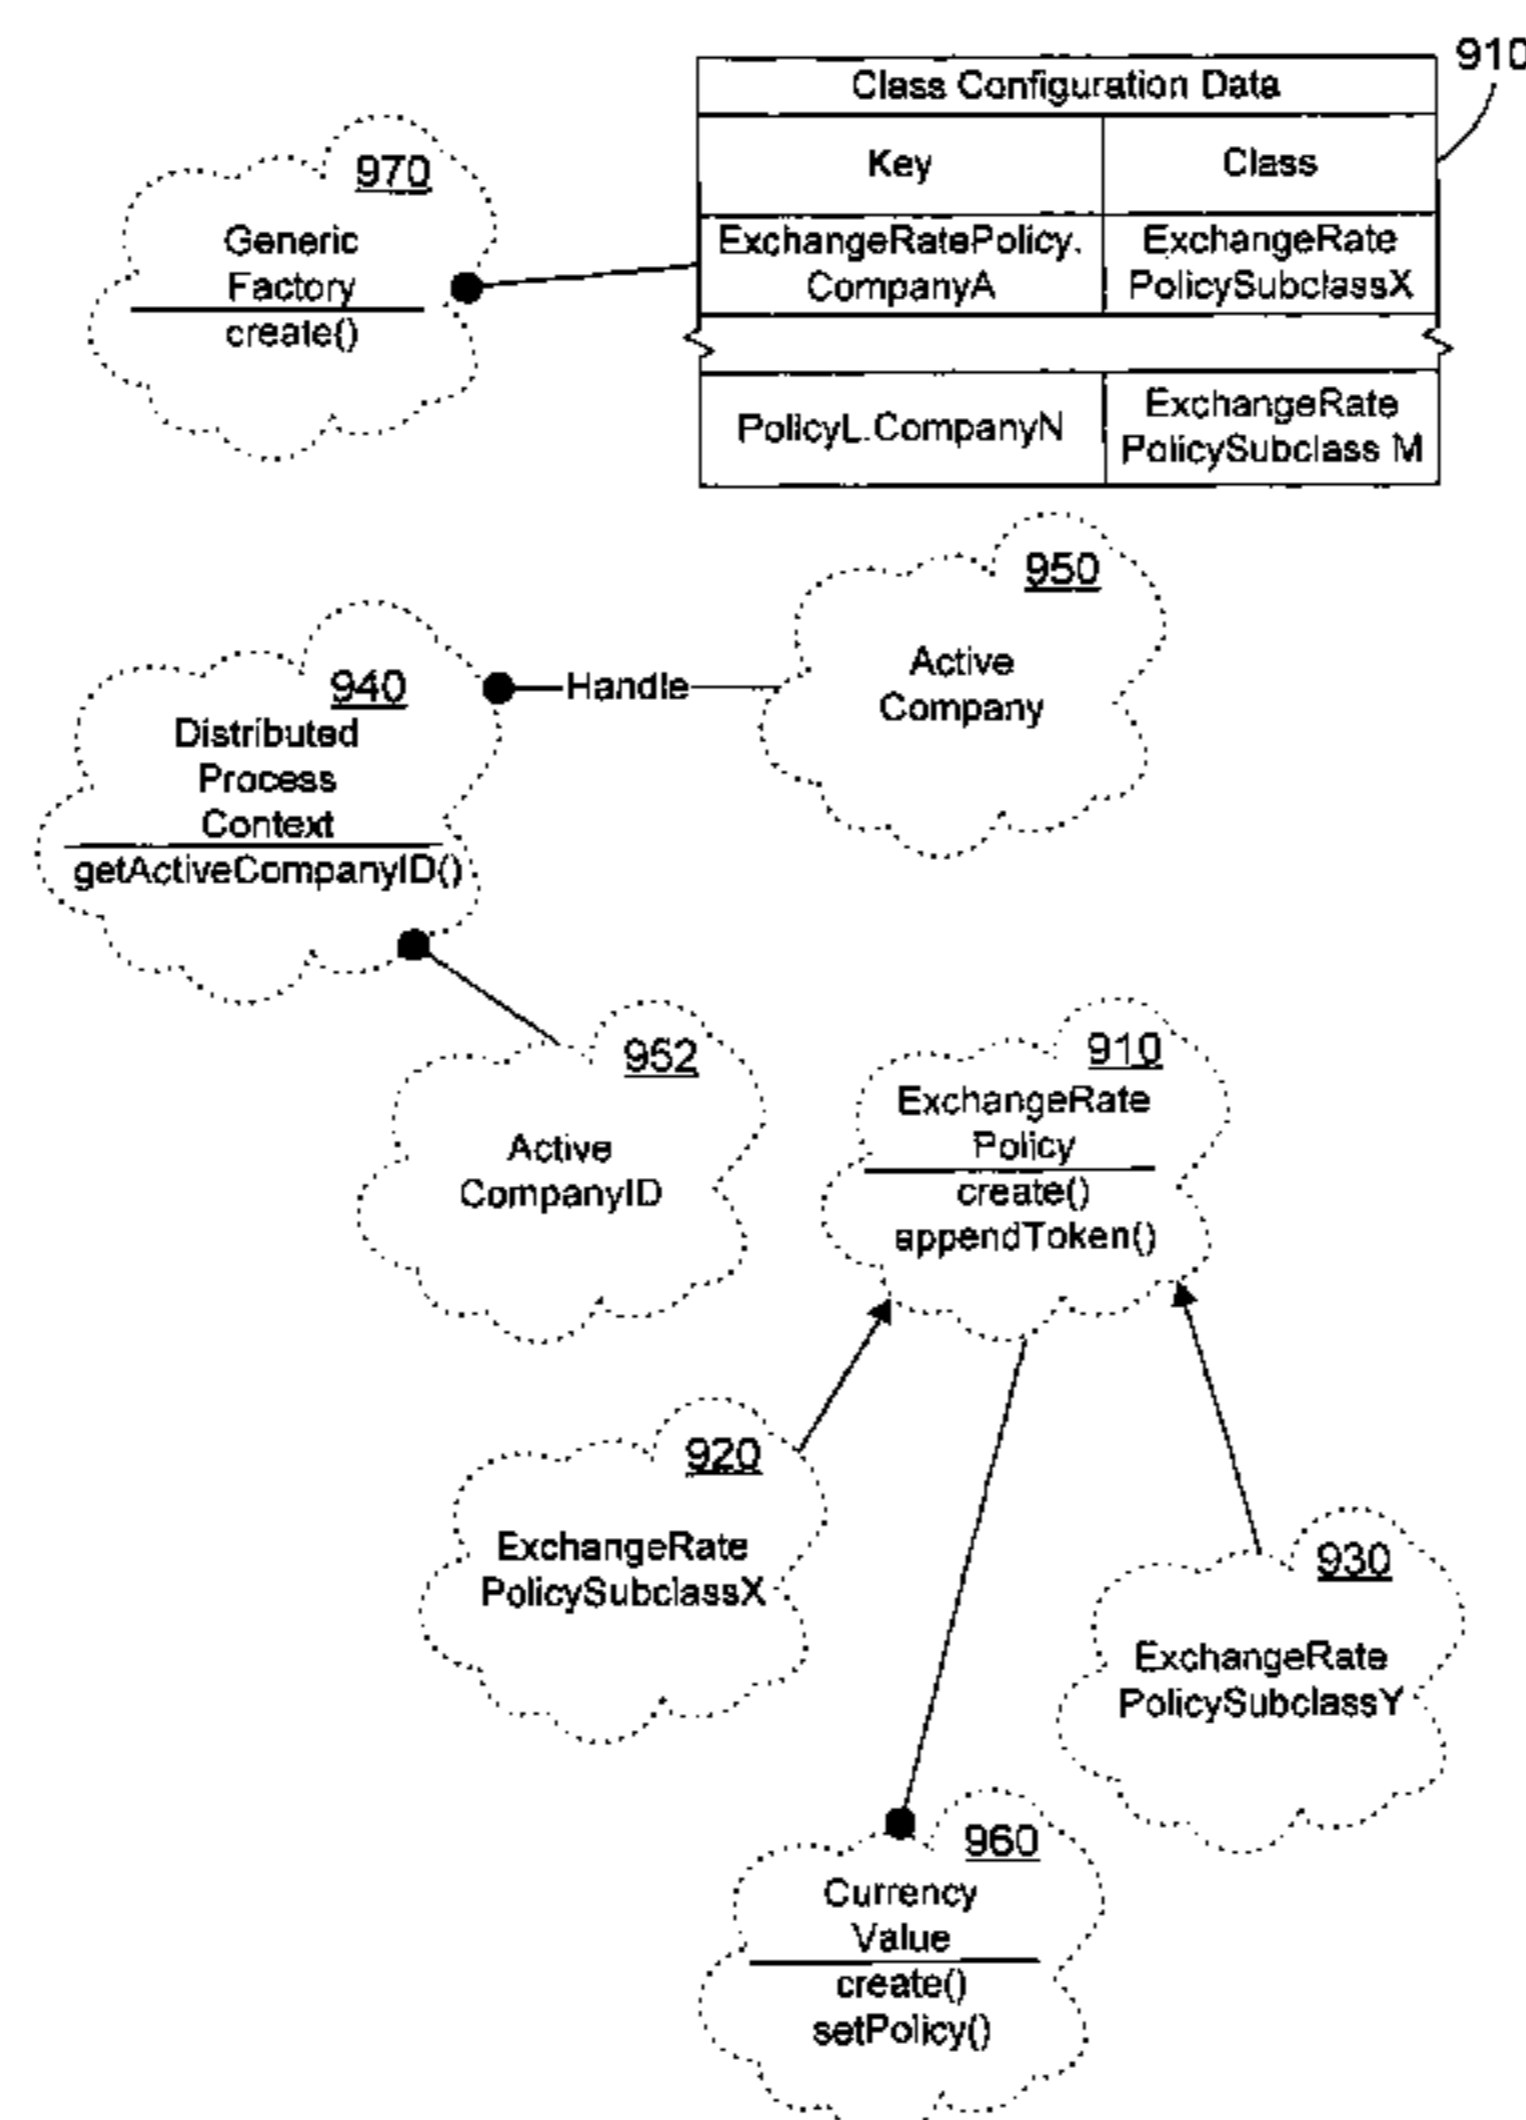 910
Class Configuration Data
Key
Class
ExchangeRatePolicy.
CompanyA
ExchangeRate
PolicySubclassX
PolicyL.CompanyN
ExchangeRate
PolicySubclass M
970
Generic
Factory
create()
950
Active
Company
940
Handle
Distributed
Process
Context
getActiveCompanyID()
952
Active
CompanyID
910
ExchangeRate
Policy
create()
appendToken()
920
ExchangeRate
PolicySubclassX
930
ExchangeRate
PolicySubclassY
960
Currency
Value
create()
setPolicy()